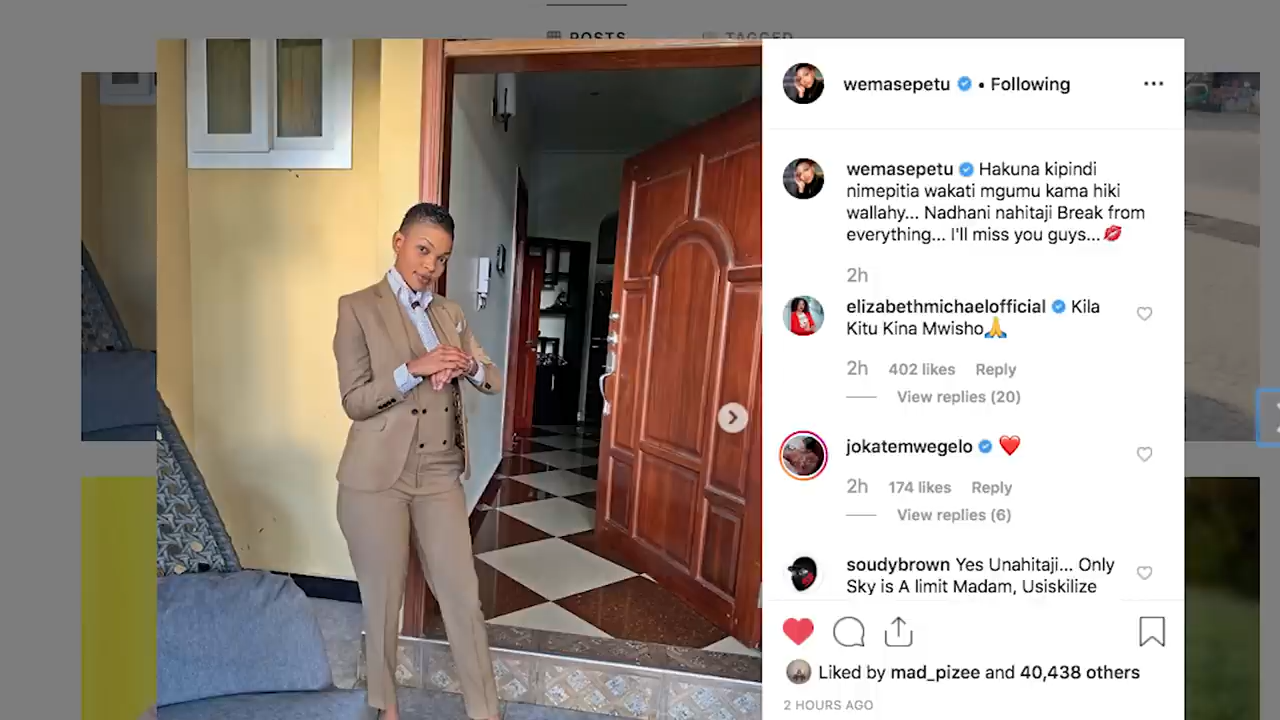 POSTS
TAGGED
wemasepetu • Following
wemasepetu Hakuna kipindi
nimepitia wakati mgumu kama hiki
wallahy... Nadhani nahitaji Break from
everything... I'll miss you guys...💋
2h
elizabethmichaelofficial Kila
Kitu Kina Mwisho🙏
2h 402 likes Reply
View replies (20)
jokatemwegelo ❤️
2h 174 likes Reply
View replies (6)
soudybrown Yes Unahitaji... Only
Sky is A limit Madam, Usiskilize
Liked by mad_pizee and 40,438 others
2 HOURS AGO